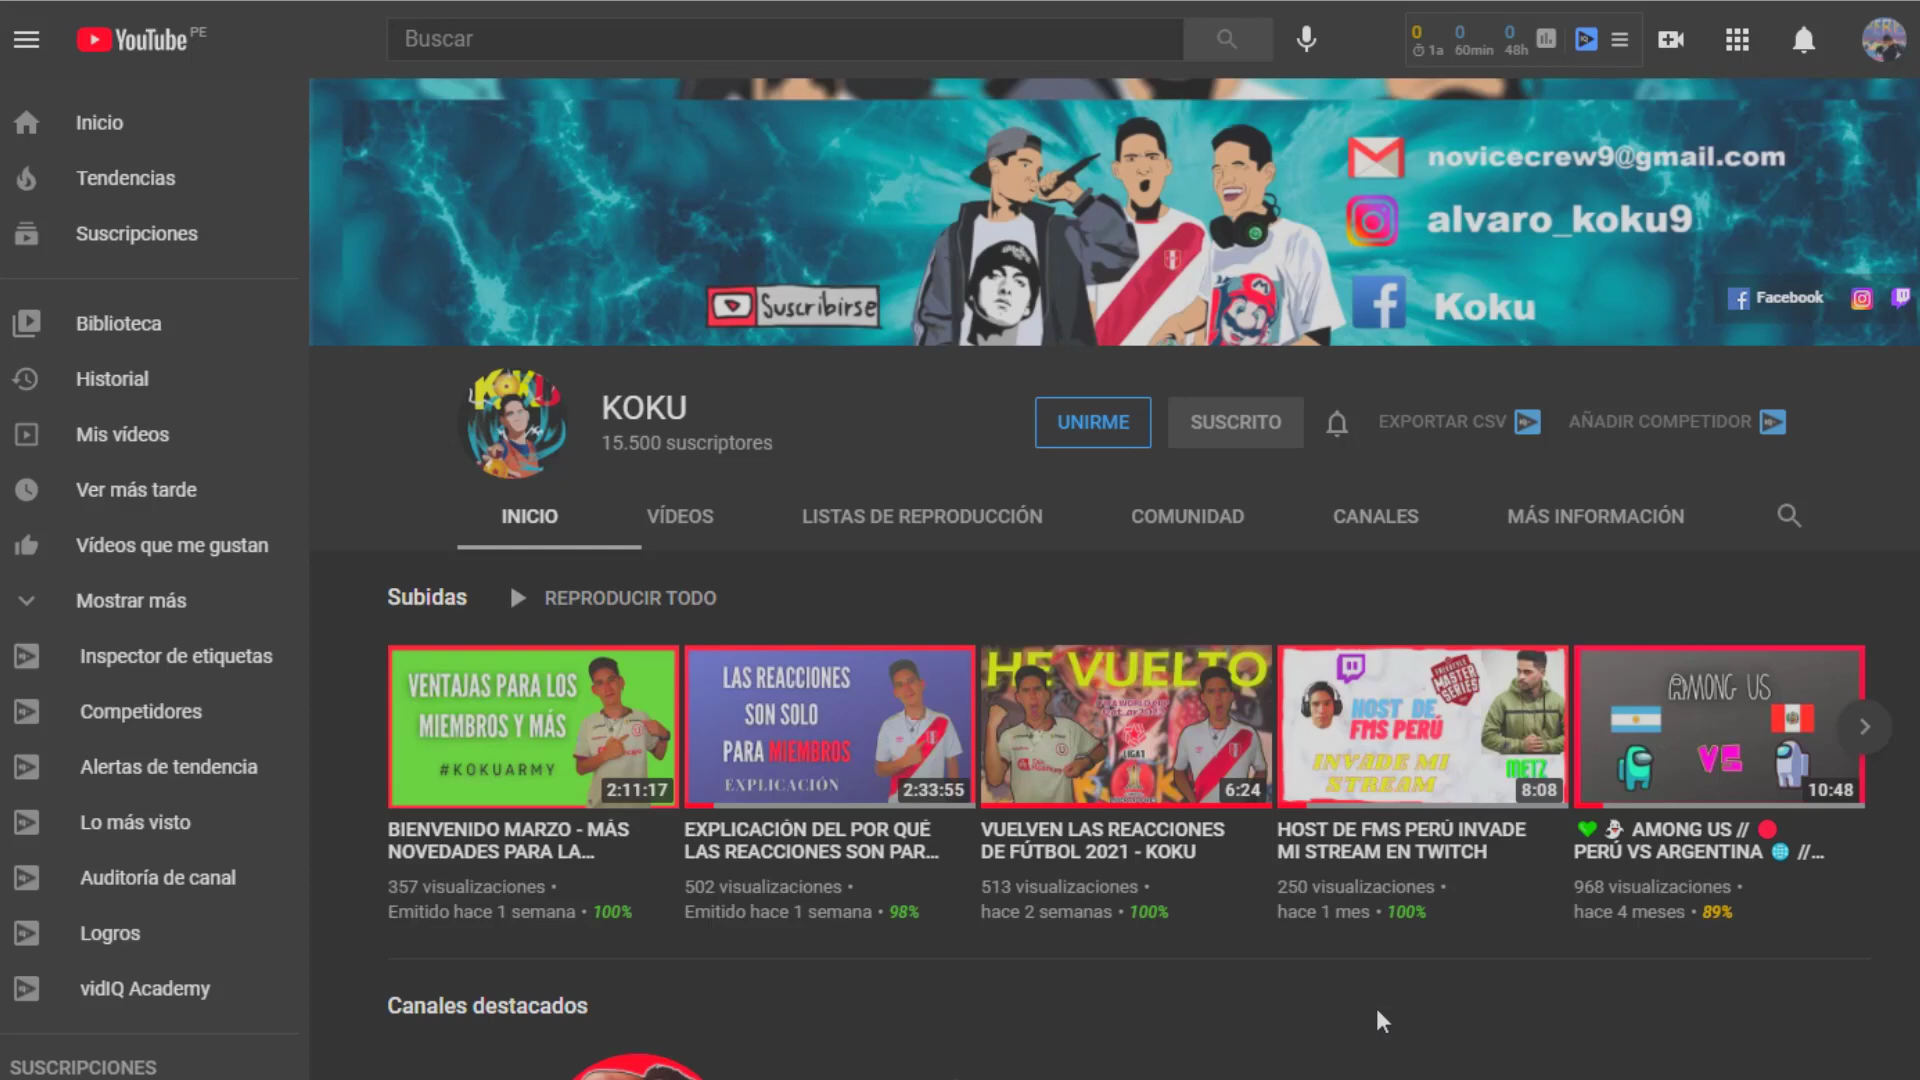 YouTube PE
Buscar
0 0 0
1a 60min 48h
Inicio
Tendencias
Suscripciones
Biblioteca
Historial
Mis vídeos
Ver más tarde
Vídeos que me gustan
Mostrar más
Inspector de etiquetas
Competidores
Alertas de tendencia
Lo más visto
Auditoría de canal
Logros
vidIQ Academy
SUSCRIPCIONES
novicecrew9@gmail.com
alvaro_koku9
Koku
Suscribirse
Facebook
KOKU
KOKU
15.500 suscriptores
UNIRME
SUSCRITO
EXPORTAR CSV
AÑADIR COMPETIDOR
INICIO
VÍDEOS
LISTAS DE REPRODUCCIÓN
COMUNIDAD
CANALES
MÁS INFORMACIÓN
Subidas
REPRODUCIR TODO
VENTAJAS PARA LOS
MIEMBROS Y MÁS
#KOKUARMY
2:11:17
BIENVENIDO MARZO - MÁS
NOVEDADES PARA LA...
357 visualizaciones •
Emitido hace 1 semana • 100%
LAS REACCIONES
SON SOLO
PARA MIEMBROS
EXPLICACIÓN
2:33:55
EXPLICACIÓN DEL POR QUÉ
LAS REACCIONES SON PAR...
502 visualizaciones •
Emitido hace 1 semana • 98%
HE VUELTO
LIGA1
6:24
VUELVEN LAS REACCIONES
DE FÚTBOL 2021 - KOKU
513 visualizaciones •
hace 2 semanas • 100%
FREESTYLE
MASTER
SERIES
HOST DE
FMS PERÚ
INVADE MI
STREAM
METZ
8:08
HOST DE FMS PERÚ INVADE
MI STREAM EN TWITCH
250 visualizaciones •
hace 1 mes • 100%
AMONG US
VS
10:48
💚 👻 AMONG US // 🔴
PERÚ VS ARGENTINA 🌐 //...
968 visualizaciones •
hace 4 meses • 89%
Canales destacados